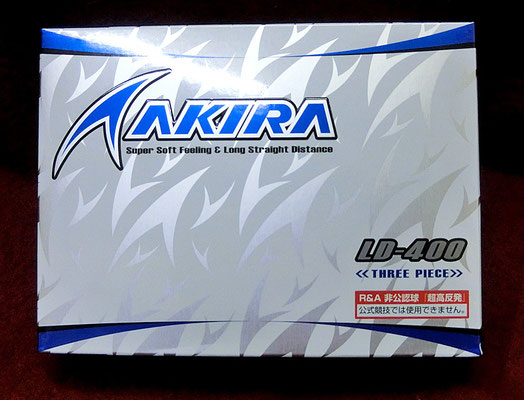 AKIRA
Super Soft Feeling & Long Straight Distance
LD-400
<<THREE PIECE>>
R&A 非公認球「超高反発」
公式競技では使用できません。